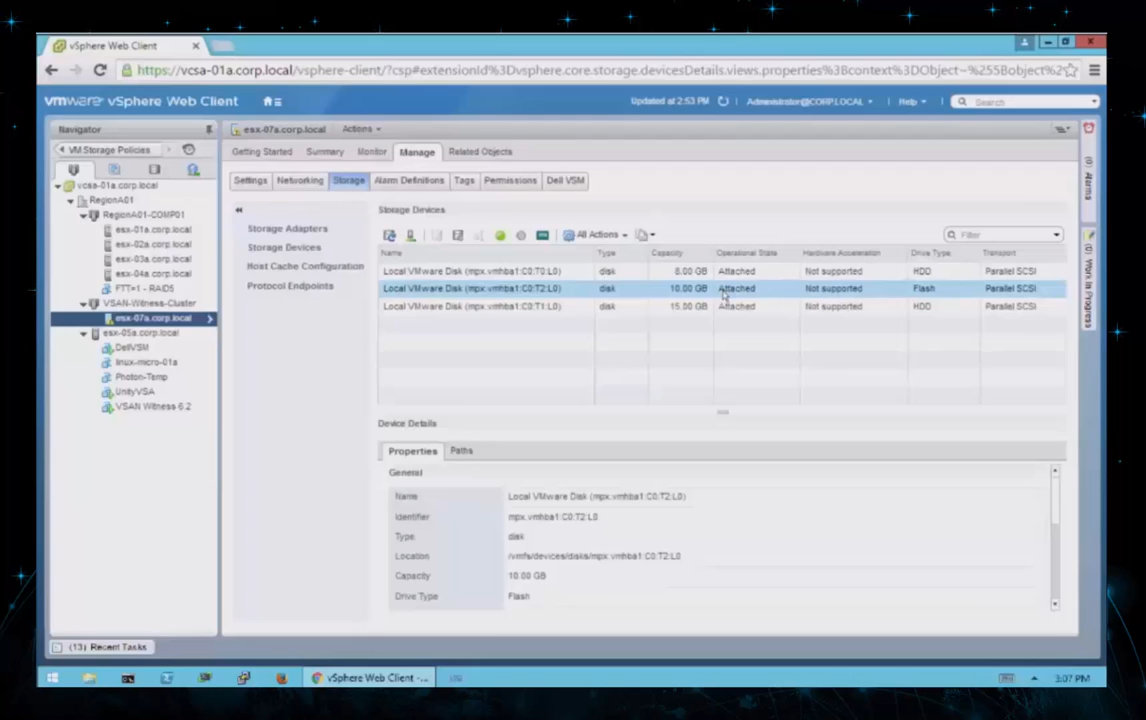 vSphere Web Client
https://vcsa-01a.corp.local/vsphere-client/?csp#extensionId%3Dvsphere.core.storage.devicesDetails.views.properties%3Bcontext%3DObject~%255Bobject%2
vmware vSphere Web Client
Updated at 2:53 PM
Administrator@CORP.LOCAL
Help
Search
Navigator
esx-07a.corp.local
Actions
VM Storage Policies
Getting Started
Summary
Monitor
Manage
Related Objects
Settings
Networking
Storage
Alarm Definitions
Tags
Permissions
Dell VSM
vcsa-01a.corp.local
RegionA01
RegionA01-COMP01
esx-01a.corp.local
esx-02a.corp.local
esx-03a.corp.local
esx-04a.corp.local
FTT=1 - RAID5
VSAN-Witness-Cluster
esx-07a.corp.local
esx-05a.corp.local
DellVSM
linux-micro-01a
Photon-Temp
UnityVSA
VSAN Witness 6.2
Storage Adapters
Storage Devices
Host Cache Configuration
Protocol Endpoints
Storage Devices
All Actions
Filter
Name Type Capacity Operational State Hardware Acceleration Drive Type Transport
Local VMware Disk (mpx.vmhba1:C0:T0:L0) disk 8.00 GB Attached Not supported HDD Parallel SCSI
Local VMware Disk (mpx.vmhba1:C0:T2:L0) disk 10.00 GB Attached Not supported Flash Parallel SCSI
Local VMware Disk (mpx.vmhba1:C0:T1:L0) disk 15.00 GB Attached Not supported HDD Parallel SCSI
Device Details
Properties
Paths
General
Name Local VMware Disk (mpx.vmhba1:C0:T2:L0)
Identifier mpx.vmhba1:C0:T2:L0
Type disk
Location /vmfs/devices/disks/mpx.vmhba1:C0:T2:L0
Capacity 10.00 GB
Drive Type Flash
(0) Alarms
(0) Work In Progress
(13) Recent Tasks
vSphere Web Client -...
3:07 PM